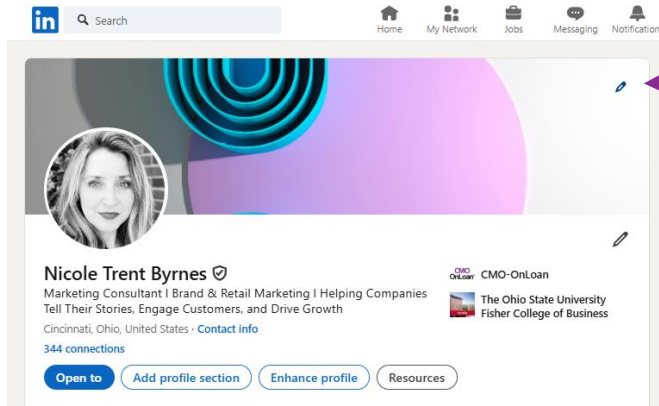 in Search
Home My Network Jobs Messaging Notification
Nicole Trent Byrnes
Marketing Consultant I Brand & Retail Marketing I Helping Companies
Tell Their Stories, Engage Customers, and Drive Growth
Cincinnati, Ohio, United States · Contact info
344 connections
CMO OnLoan CMO-OnLoan
The Ohio State University
Fisher College of Business
Open to Add profile section Enhance profile Resources